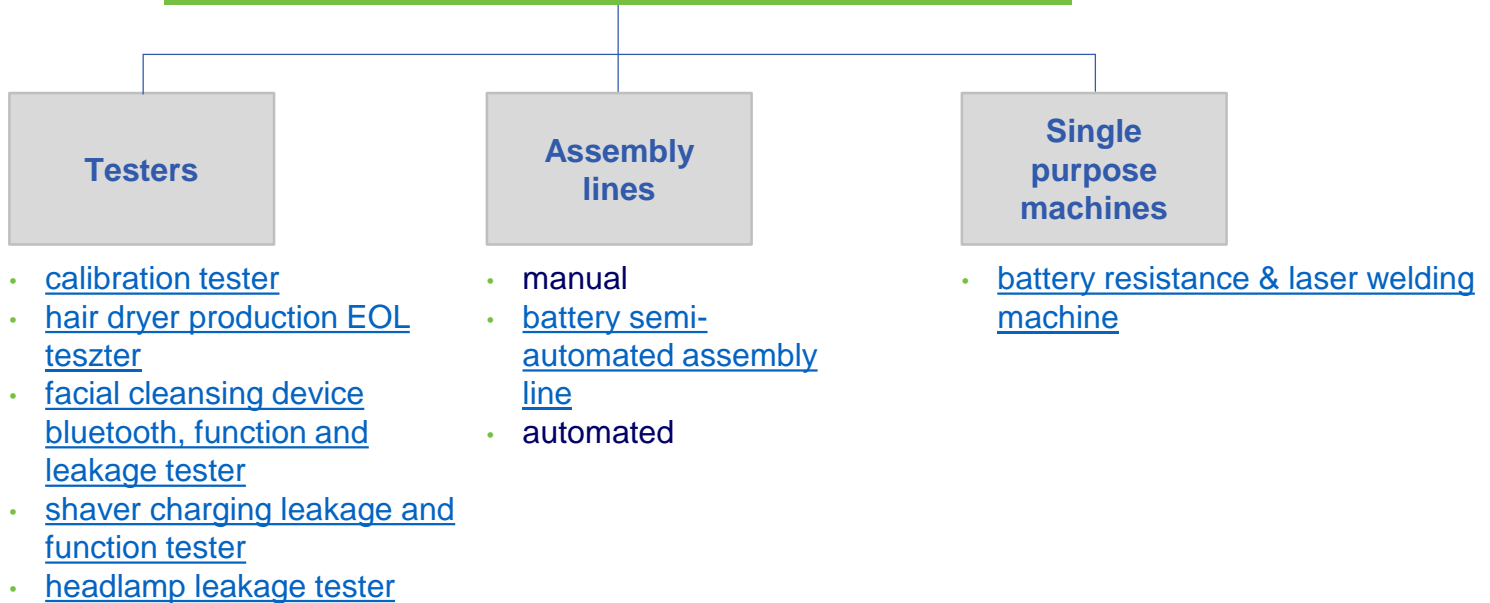 Testers
Assembly
lines
Single
purpose
machines
• calibration tester
• hair dryer production EOL
teszter
• facial cleansing device
bluetooth, function and
leakage tester
• shaver charging leakage and
function tester
• headlamp leakage tester
• manual
• battery semi-
automated assembly
line
• automated
• battery resistance & laser welding
machine